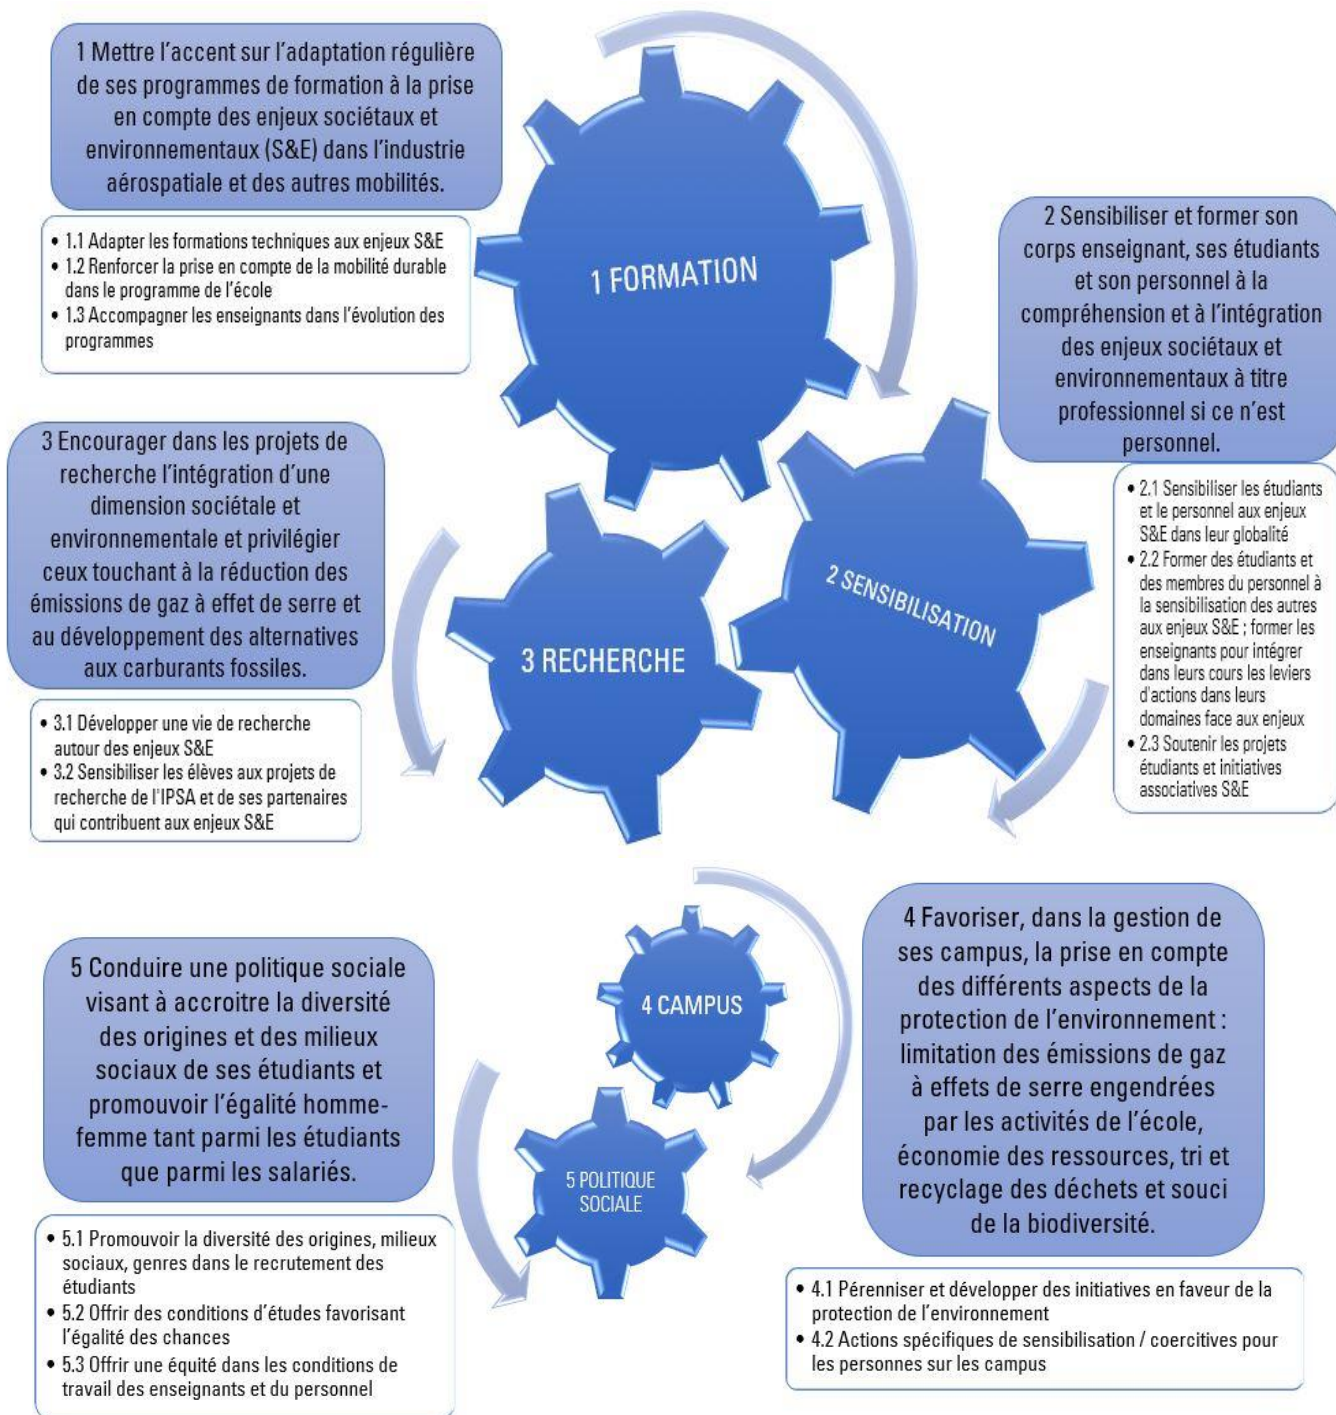 1 Mettre l’accent sur l’adaptation régulière
de ses programmes de formation à la prise
en compte des enjeux sociétaux et
environnementaux (S&E) dans l’industrie
aérospatiale et des autres mobilités.
• 1.1 Adapter les formations techniques aux enjeux S&E
• 1.2 Renforcer la prise en compte de la mobilité durable
dans le programme de l’école
• 1.3 Accompagner les enseignants dans l’évolution des
programmes
1 FORMATION
2 Sensibiliser et former son
corps enseignant, ses étudiants
et son personnel à la
compréhension et à l’intégration
des enjeux sociétaux et
environnementaux à titre
professionnel si ce n’est
personnel.
• 2.1 Sensibiliser les étudiants
et le personnel aux enjeux
S&E dans leur globalité
• 2.2 Former des étudiants et
des membres du personnel à
la sensibilisation des autres
aux enjeux S&E ; former les
enseignants pour intégrer
dans leurs cours les leviers
d'actions dans leurs
domaines face aux enjeux
• 2.3 Soutenir les projets
étudiants et initiatives
associatives S&E
2 SENSIBILISATION
3 Encourager dans les projets de
recherche l’intégration d’une
dimension sociétale et
environnementale et privilégier
ceux touchant à la réduction des
émissions de gaz à effet de serre et
au développement des alternatives
aux carburants fossiles.
• 3.1 Développer une vie de recherche
autour des enjeux S&E
• 3.2 Sensibiliser les élèves aux projets de
recherche de l'IPSA et de ses partenaires
qui contribuent aux enjeux S&E
3 RECHERCHE
4 CAMPUS
4 Favoriser, dans la gestion de
ses campus, la prise en compte
des différents aspects de la
protection de l’environnement :
limitation des émissions de gaz
à effets de serre engendrées
par les activités de l’école,
économie des ressources, tri et
recyclage des déchets et souci
de la biodiversité.
• 4.1 Pérenniser et développer des initiatives en faveur de la
protection de l’environnement
• 4.2 Actions spécifiques de sensibilisation / coercitives pour
les personnes sur les campus
5 Conduire une politique sociale
visant à accroitre la diversité
des origines et des milieux
sociaux de ses étudiants et
promouvoir l’égalité homme-
femme tant parmi les étudiants
que parmi les salariés.
• 5.1 Promouvoir la diversité des origines, milieux
sociaux, genres dans le recrutement des
étudiants
• 5.2 Offrir des conditions d’études favorisant
l’égalité des chances
• 5.3 Offrir une équité dans les conditions de
travail des enseignants et du personnel
5 POLITIQUE
SOCIALE